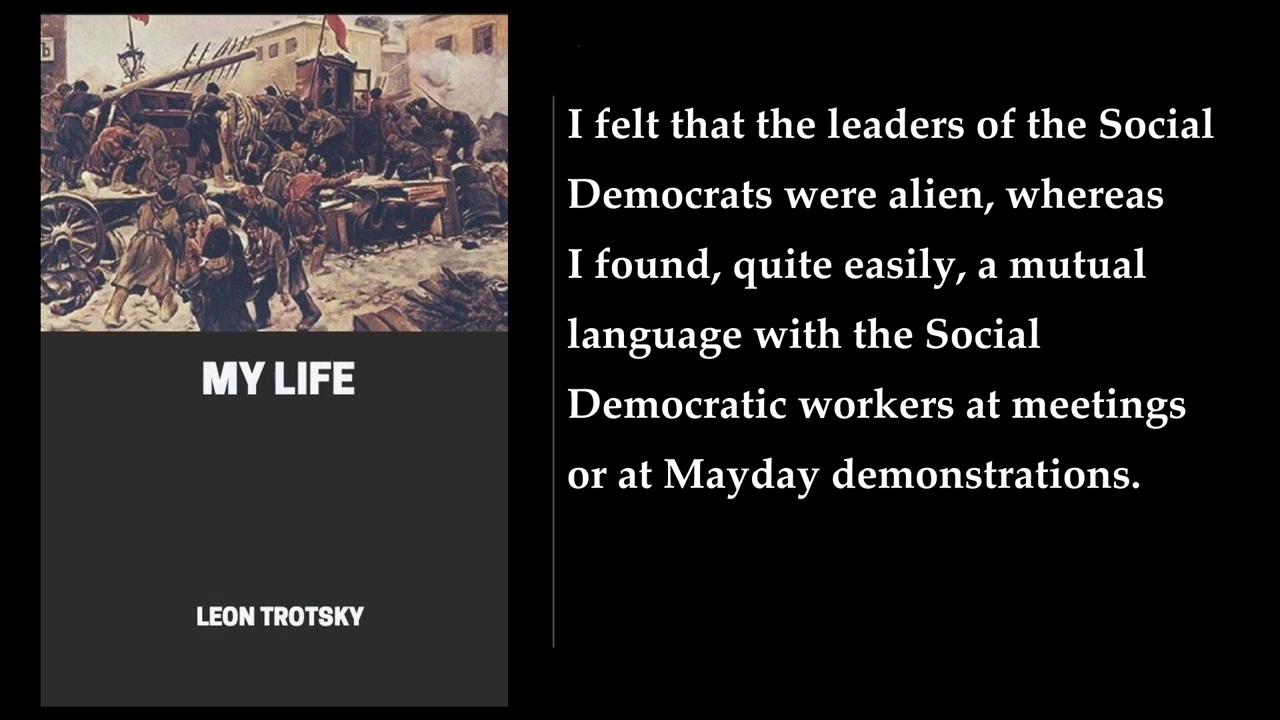 MY LIFE
LEON TROTSKY
I felt that the leaders of the Social
Democrats were alien, whereas
I found, quite easily, a mutual
language with the Social
Democratic workers at meetings
or at Mayday demonstrations.